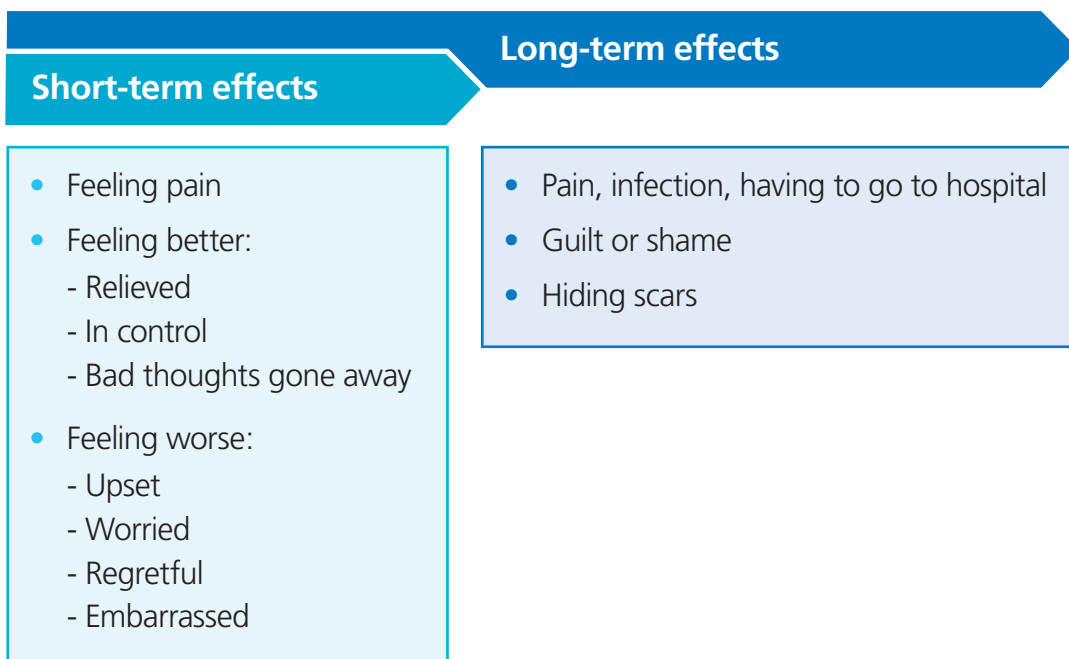 Short-term effects
• Feeling pain
• Feeling better:
- Relieved
- In control
- Bad thoughts gone away
• Feeling worse:
- Upset
- Worried
- Regretful
- Embarrassed
Long-term effects
• Pain, infection, having to go to hospital
• Guilt or shame
• Hiding scars